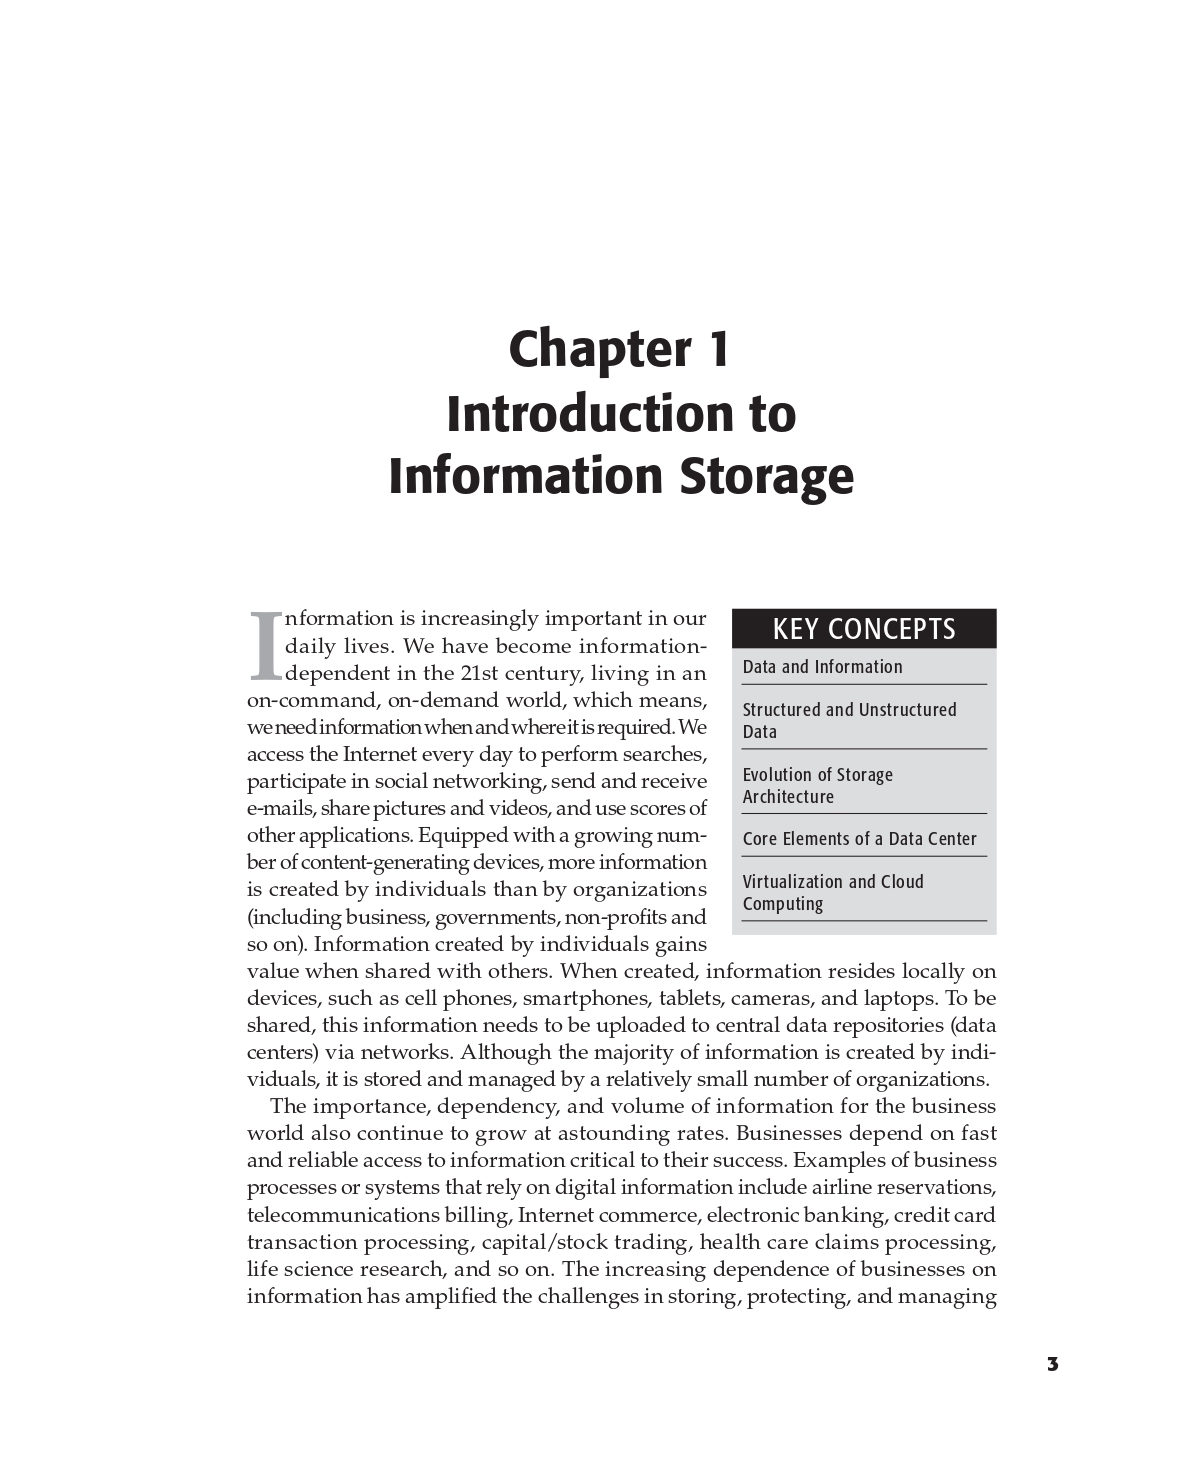 Chapter 1
Introduction to
Information Storage
Information is increasingly important in our
daily lives. We have become information-
dependent in the 21st century, living in an
on-command, on-demand world, which means,
we need information when and where it is required. We
access the Internet every day to perform searches,
participate in social networking, send and receive
e-mails, share pictures and videos, and use scores of
other applications. Equipped with a growing num-
ber of content-generating devices, more information
is created by individuals than by organizations
(including business, governments, non-profits and
so on). Information created by individuals gains
value when shared with others. When created, information resides locally on
devices, such as cell phones, smartphones, tablets, cameras, and laptops. To be
shared, this information needs to be uploaded to central data repositories (data
centers) via networks. Although the majority of information is created by indi-
viduals, it is stored and managed by a relatively small number of organizations.
The importance, dependency, and volume of information for the business
world also continue to grow at astounding rates. Businesses depend on fast
and reliable access to information critical to their success. Examples of business
processes or systems that rely on digital information include airline reservations,
telecommunications billing, Internet commerce, electronic banking, credit card
transaction processing, capital/stock trading, health care claims processing,
life science research, and so on. The increasing dependence of businesses on
information has amplified the challenges in storing, protecting, and managing
KEY CONCEPTS
Data and Information
Structured and Unstructured
Data
Evolution of Storage
Architecture
Core Elements of a Data Center
Virtualization and Cloud
Computing
3